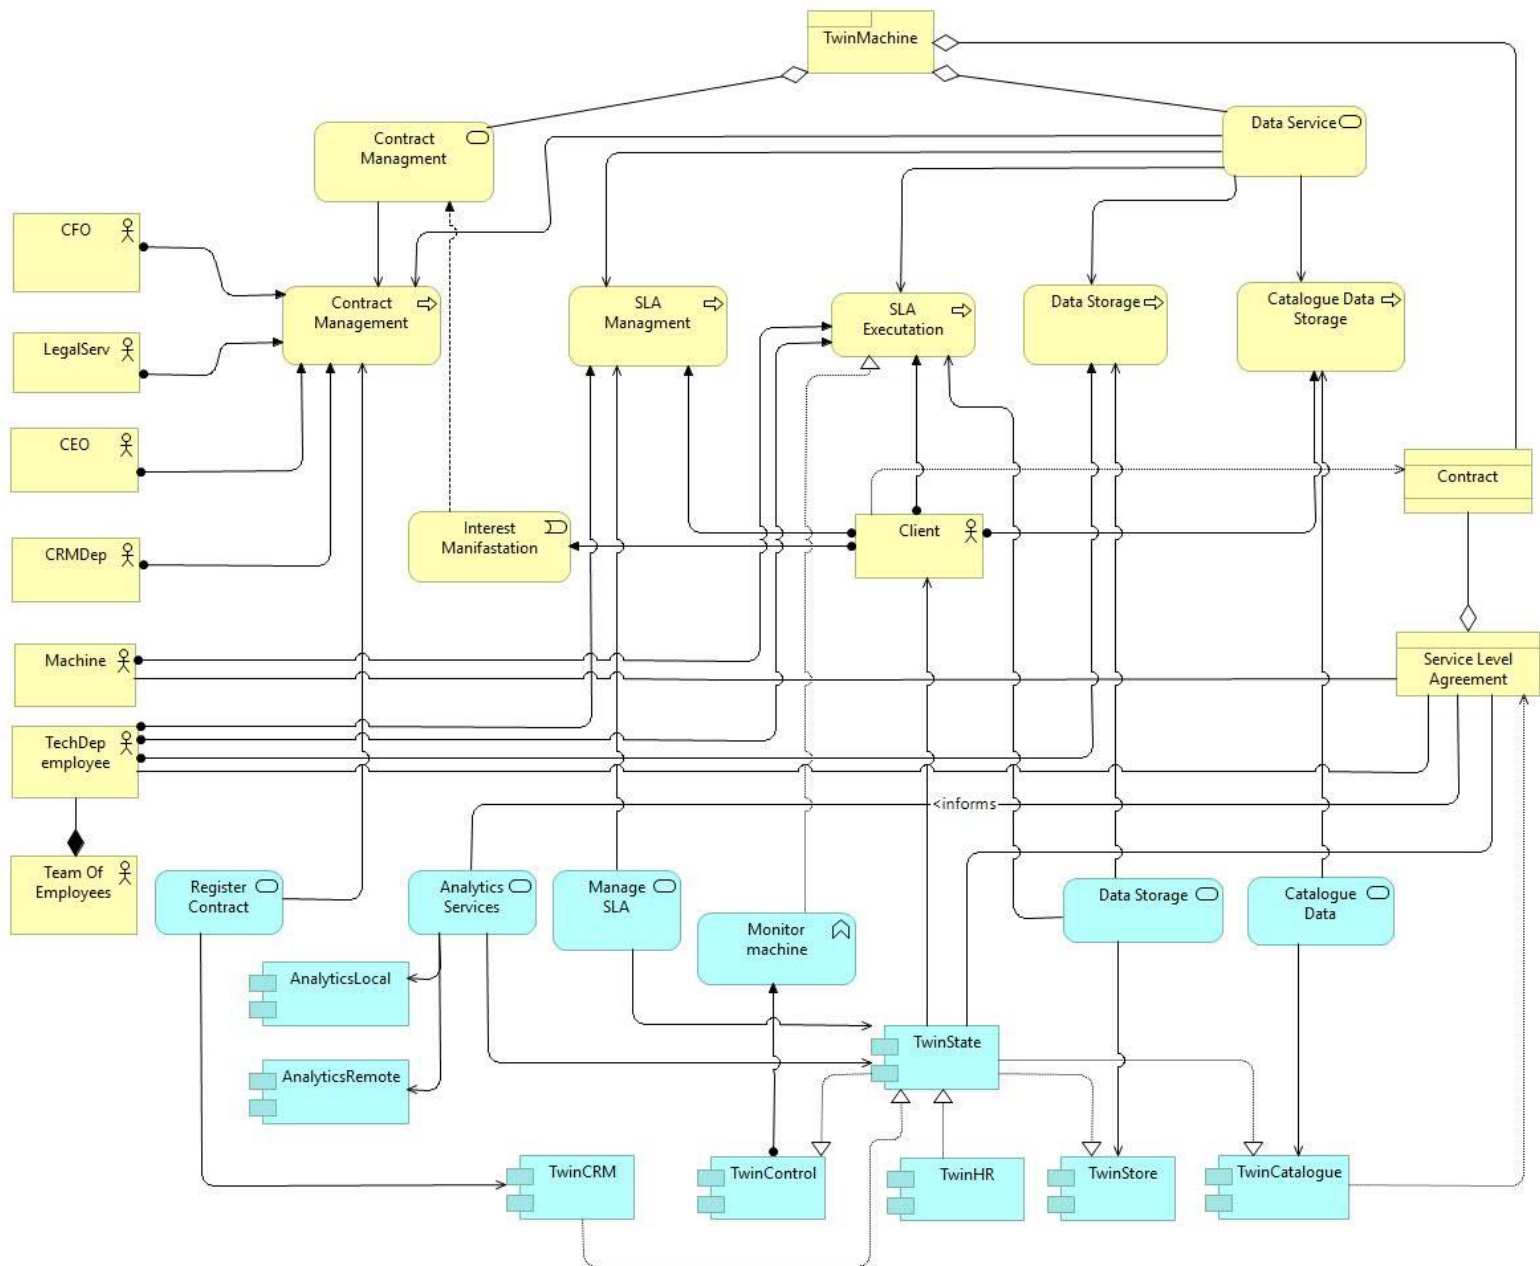 TwinMachine
Data Service
Contract
Managment
CFO
Contract
Management
SLA
Managment
SLA
Executation
Data Storage
Catalogue Data
Storage
LegalServ
CEO
Contract
Interest
Manifastation
Client
CRMDep
Machine
Service Level
Agreement
TechDep
employee
<informs
Team Of
Employees
Register
Contract
Analytics
Services
Manage
SLA
Data Storage
Catalogue
Data
Monitor
machine
AnalyticsLocal
TwinState
AnalyticsRemote
TwinCRM
TwinControl
TwinHR
TwinStore
TwinCatalogue